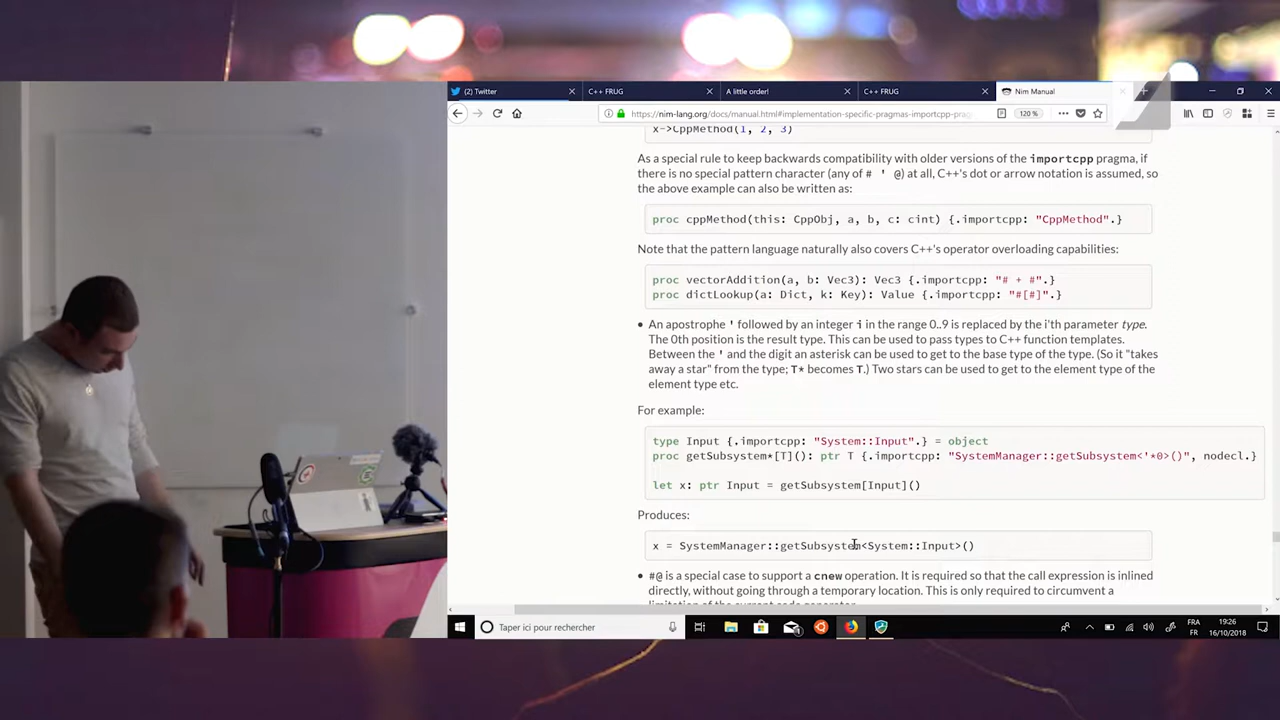 (2) Twitter
C++ FRUG
A little order!
C++ FRUG
Nim Manual
https://nim-lang.org/docs/manual.html#implementation-specific-pragmas-importcpp-prag
120 %
x->CppMethod(1, 2, 3)
As a special rule to keep backwards compatibility with older versions of the importcpp pragma, if
there is no special pattern character (any of # ' @) at all, C++'s dot or arrow notation is assumed, so
the above example can also be written as:
proc cppMethod(this: CppObj, a, b, c: cint) {.importcpp: "CppMethod".}
Note that the pattern language naturally also covers C++'s operator overloading capabilities:
proc vectorAddition(a, b: Vec3): Vec3 {.importcpp: "# + #".}
proc dictLookup(a: Dict, k: Key): Value {.importcpp: "#[#]".}
• An apostrophe ' followed by an integer i in the range 0..9 is replaced by the i'th parameter type.
The 0th position is the result type. This can be used to pass types to C++ function templates.
Between the ' and the digit an asterisk can be used to get to the base type of the type. (So it "takes
away a star" from the type; T* becomes T.) Two stars can be used to get to the element type of the
element type etc.
For example:
type Input {.importcpp: "System::Input".} = object
proc getSubsystem*[T](): ptr T {.importcpp: "SystemManager::getSubsystem<'*0>()", nodecl.}
let x: ptr Input = getSubsystem[Input]()
Produces:
x = SystemManager::getSubsystem<System::Input>()
• #@ is a special case to support a cnew operation. It is required so that the call expression is inlined
directly, without going through a temporary location. This is only required to circumvent a
limitation of the current code generator.
Taper ici pour rechercher
FRA
FR
19:26
16/10/2018